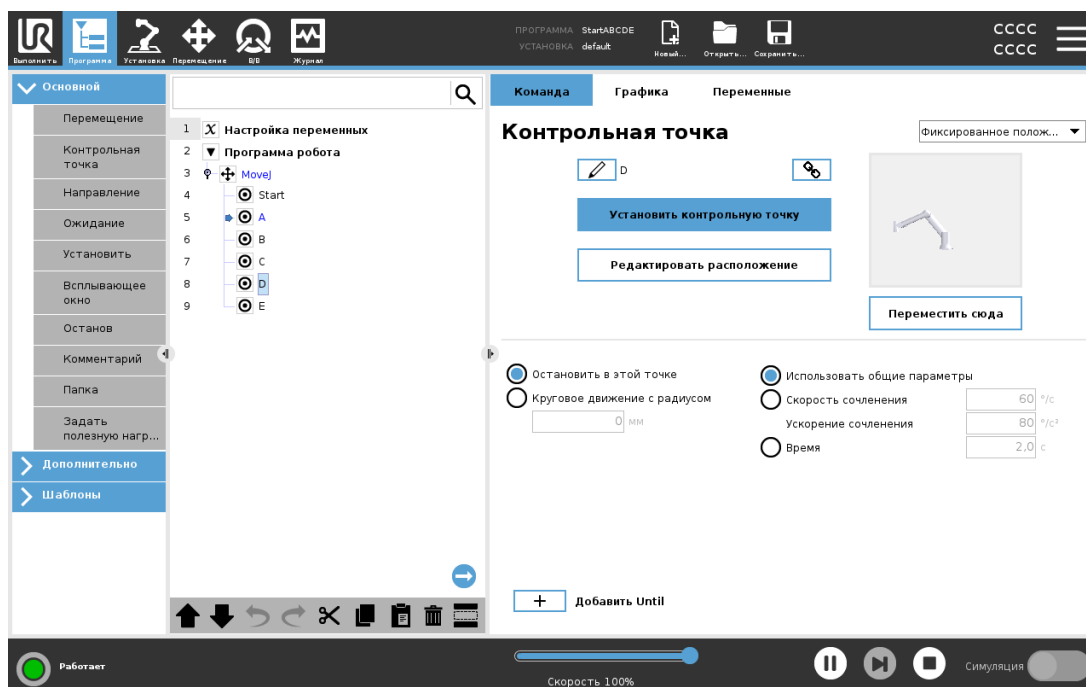 UR
Выполнить
Программа
Установка
Перемещение
В/В
Журнал
ПРОГРАММА StartABCDE
УСТАНОВКА default
Новый...
Открыть...
Сохранить...
CCCC
CCCC
Основной
Перемещение
Контрольная
точка
Направление
Ожидание
Установить
Всплывающее
окно
Останов
Комментарий
Папка
Задать
полезную нагр...
Дополнительно
Шаблоны
1 X Настройка переменных
2 Программа робота
3 MoveJ
4 Start
5 A
6 B
7 C
8 D
9 E
Команда
Графика
Переменные
Контрольная точка
Фиксированное полож...
D
Установить контрольную точку
Редактировать расположение
Переместить сюда
Остановить в этой точке
Круговое движение с радиусом
0 мм
Использовать общие параметры
Скорость сочленения 60 °/с
Ускорение сочленения 80 °/с²
Время 2,0 с
+ Добавить Until
Работает
Скорость 100%
Симуляция